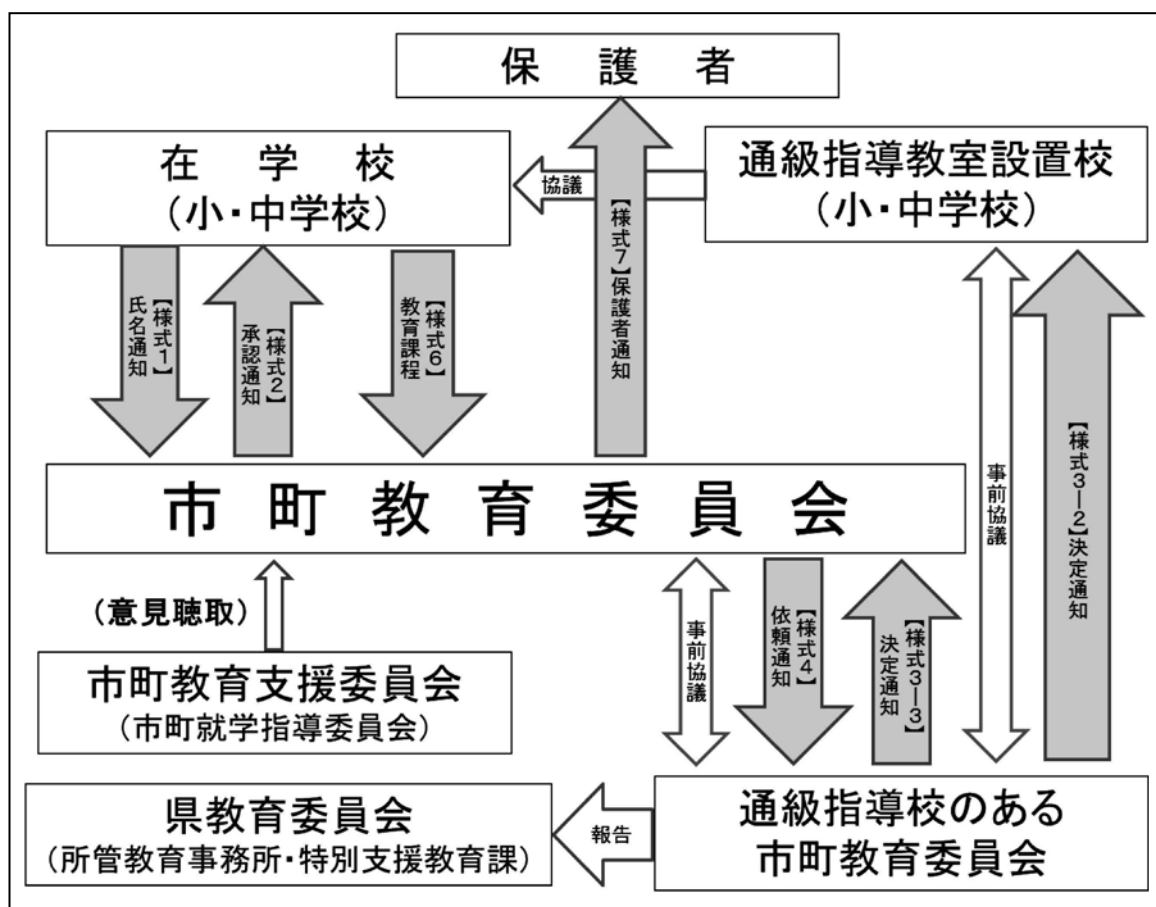 保護者
在学校
（小・中学校）
協議
通級指導教室設置校
（小・中学校）
【様式１】
氏名通知
【様式２】
承認通知
【様式６】
教育課程
【様式７】保護者通知
事前協議
【様式３－２】決定通知
市町教育委員会
（意見聴取）
市町教育支援委員会
（市町就学指導委員会）
事前協議
【様式４】
依頼通知
【様式３－３】
決定通知
県教育委員会
（所管教育事務所・特別支援教育課）
報告
通級指導校のある
市町教育委員会